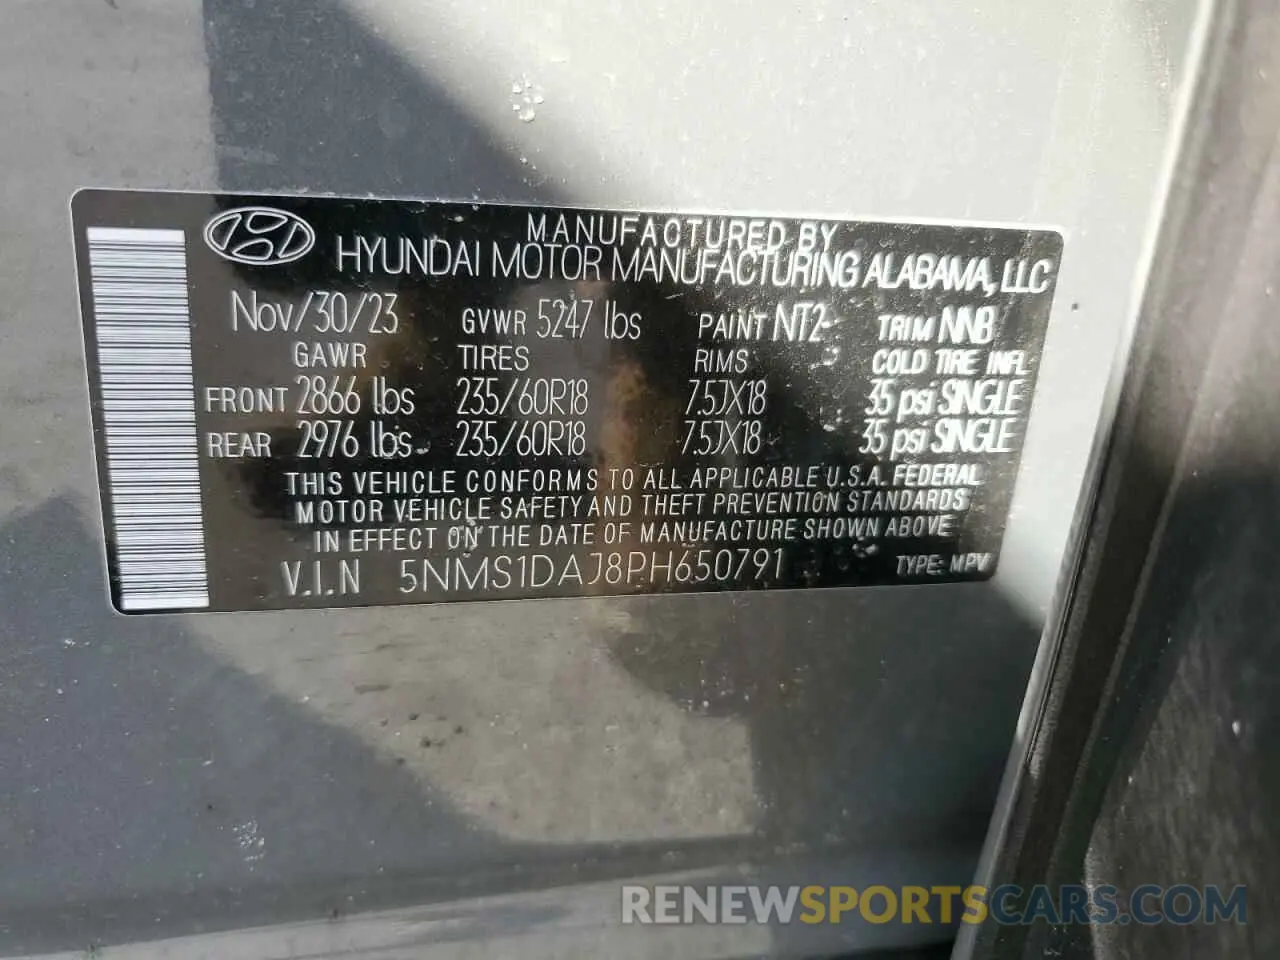 MANUFACTURED BY
HYUNDAI MOTOR MANUFACTURING ALABAMA, LLC
Nov/30/23 GVWR 5247 lbs PAINT NT2 TRIM NNB
GAWR TIRES RIMS COLD TIRE INFL
FRONT 2866 lbs 235/60R18 7.5JX18 35 psi SINGLE
REAR 2976 lbs 235/60R18 7.5JX18 35 psi SINGLE
THIS VEHICLE CONFORMS TO ALL APPLICABLE U.S.A. FEDERAL
MOTOR VEHICLE SAFETY AND THEFT PREVENTION STANDARDS
IN EFFECT ON THE DATE OF MANUFACTURE SHOWN ABOVE
V.I.N 5NMS1DAJ8PH650791 TYPE: MPV
RENEWSPORTSCARS.COM